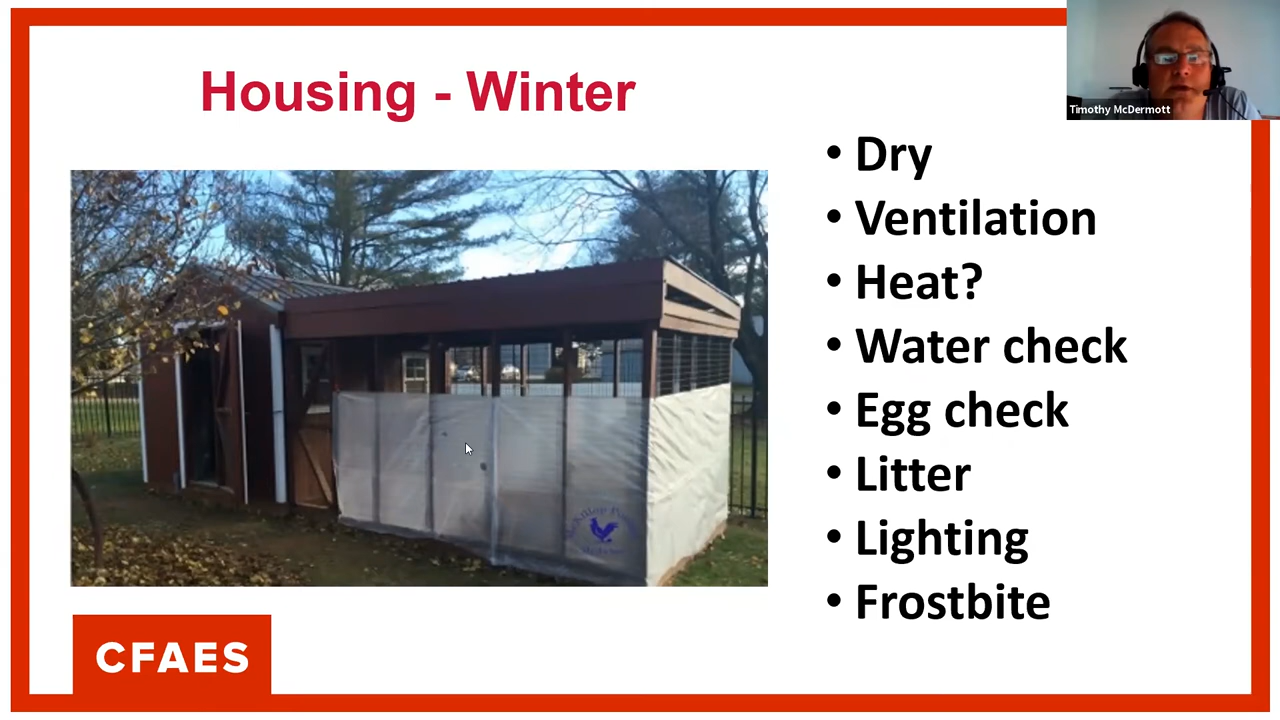 Housing - Winter
Timothy McDermott
• Dry
• Ventilation
• Heat?
• Water check
• Egg check
• Litter
• Lighting
• Frostbite
CFAES